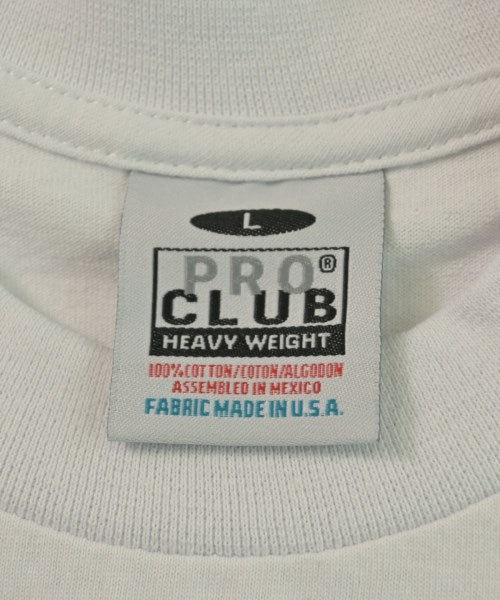 L
PRO®
CLUB
HEAVY WEIGHT
100%COTTON/COTON/ALGODON
ASSEMBLED IN MEXICO
FABRIC MADE IN U.S.A.